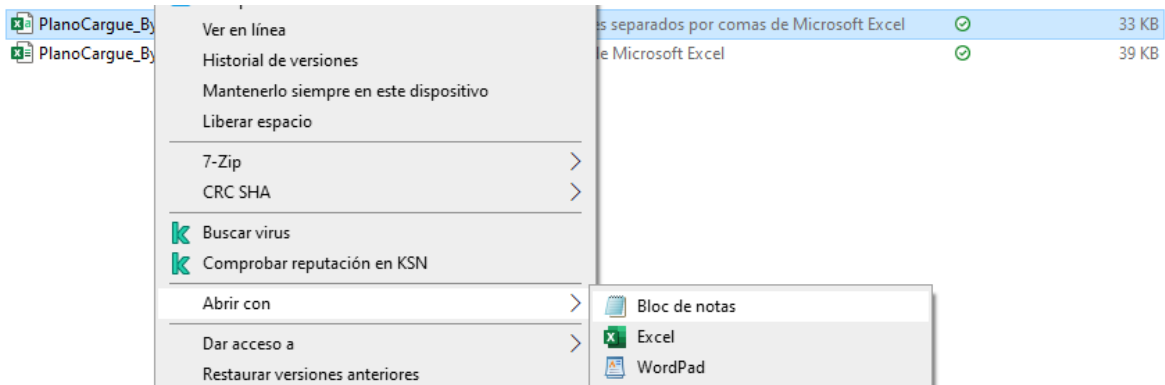 PlanoCargue_By
Ver en línea
s separados por comas de Microsoft Excel
33 KB
PlanoCargue_By
Historial de versiones
de Microsoft Excel
39 KB
Mantenerlo siempre en este dispositivo
Liberar espacio
7-Zip
CRC SHA
Buscar virus
Comprobar reputación en KSN
Abrir con
Bloc de notas
Excel
Dar acceso a
WordPad
Restaurar versiones anteriores